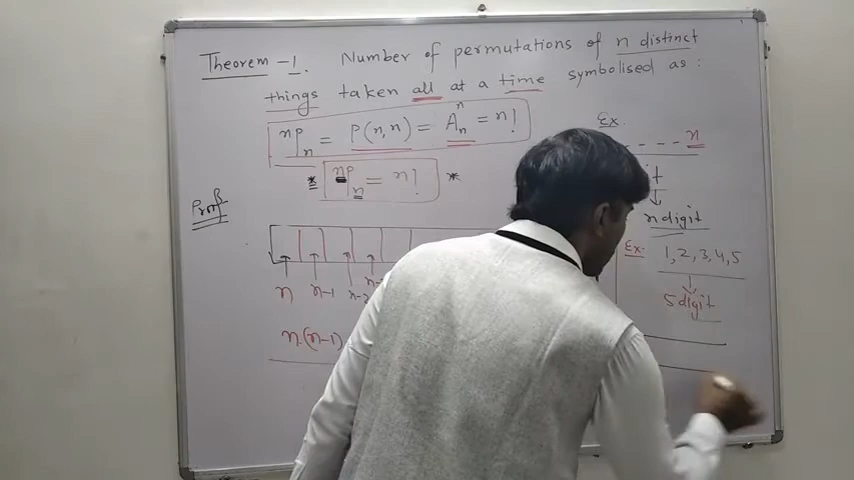 Theorem-1. Number of permutations of n distinct
things taken all at a time symbolised as:
nPn = P(n,n) = Aⁿn = n!
* nPn = n! *
Proof
n n-1 n-2
n.(n-1)
Ex.
- - - - n
n digit
Ex. 1,2,3,4,5
5 digit